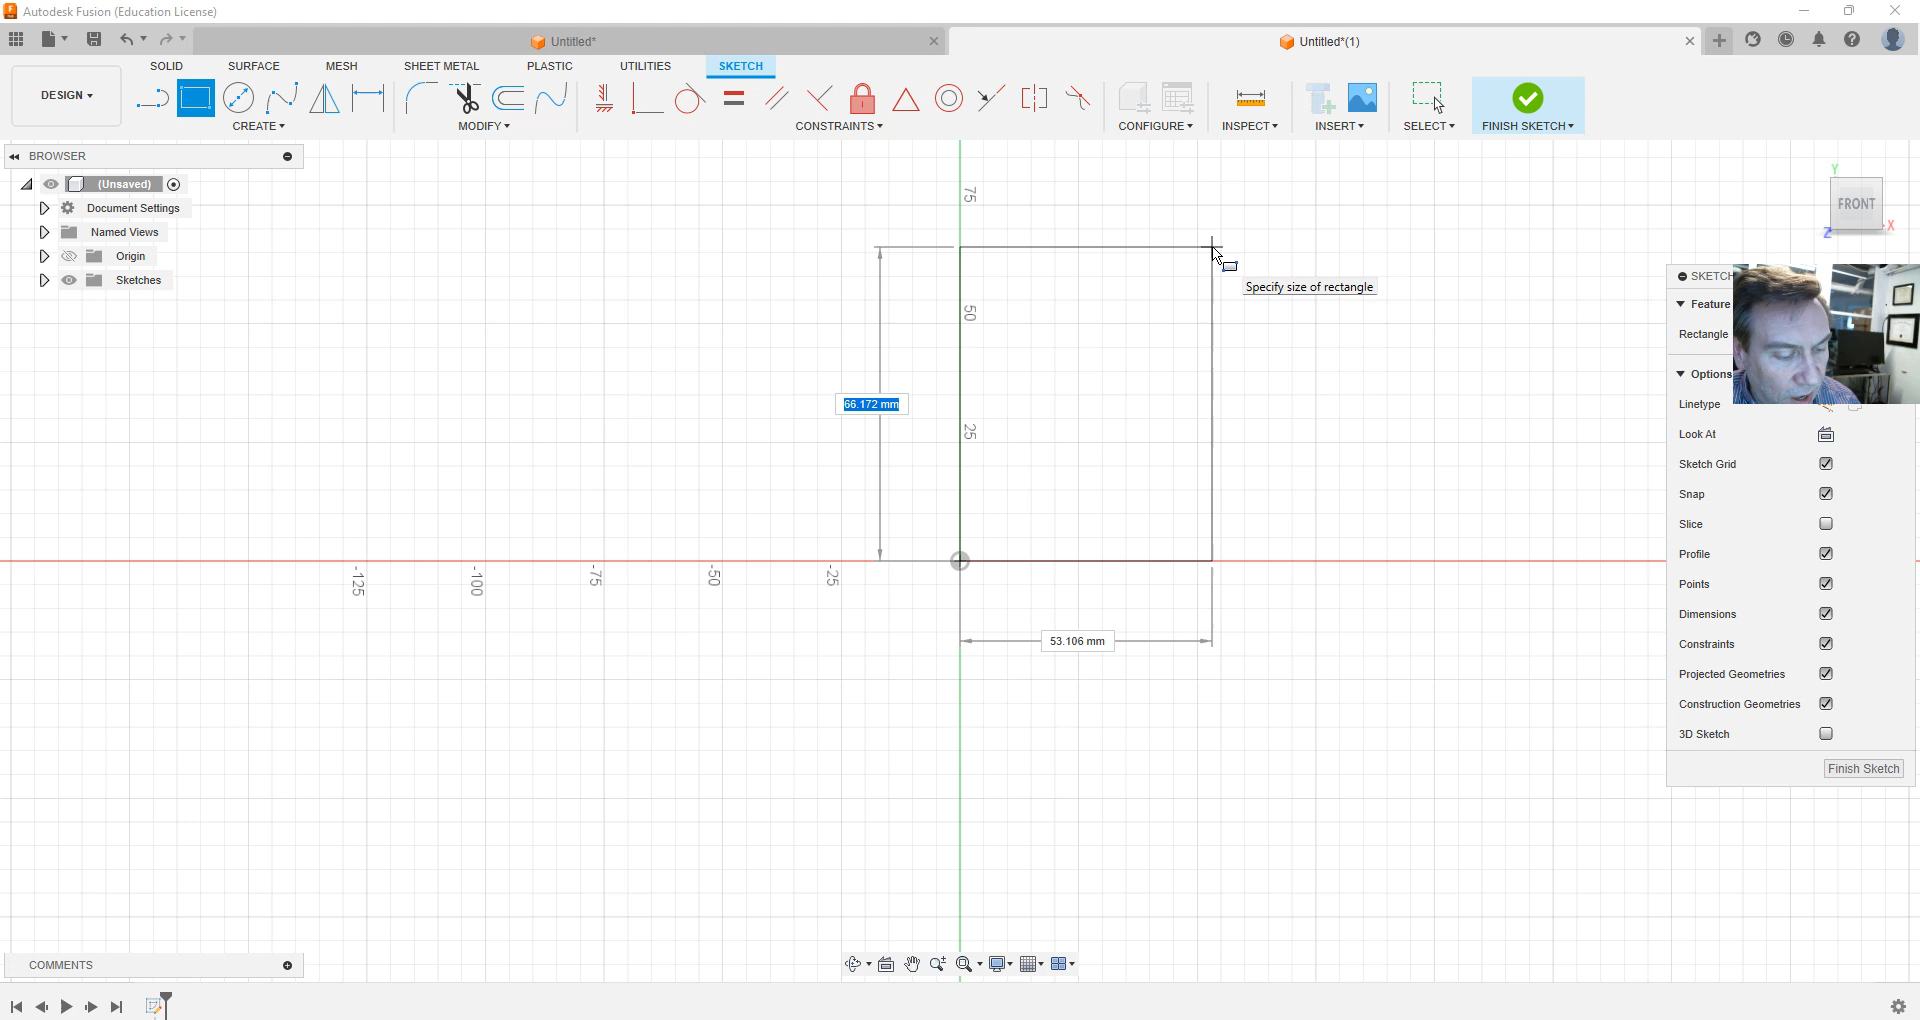 Autodesk Fusion (Education License)
Untitled*
Untitled*(1)
DESIGN
SOLID
SURFACE
MESH
SHEET METAL
PLASTIC
UTILITIES
SKETCH
CREATE
MODIFY
CONSTRAINTS
CONFIGURE
INSPECT
INSERT
SELECT
FINISH SKETCH
BROWSER
(Unsaved)
Document Settings
Named Views
Origin
Sketches
Y
FRONT
X
Z
75
50
25
66.172 mm
Specify size of rectangle
-125
-100
-75
-50
-25
53.106 mm
SKETCH
Feature
Rectangle
Options
Linetype
Look At
Sketch Grid
Snap
Slice
Profile
Points
Dimensions
Constraints
Projected Geometries
Construction Geometries
3D Sketch
Finish Sketch
COMMENTS